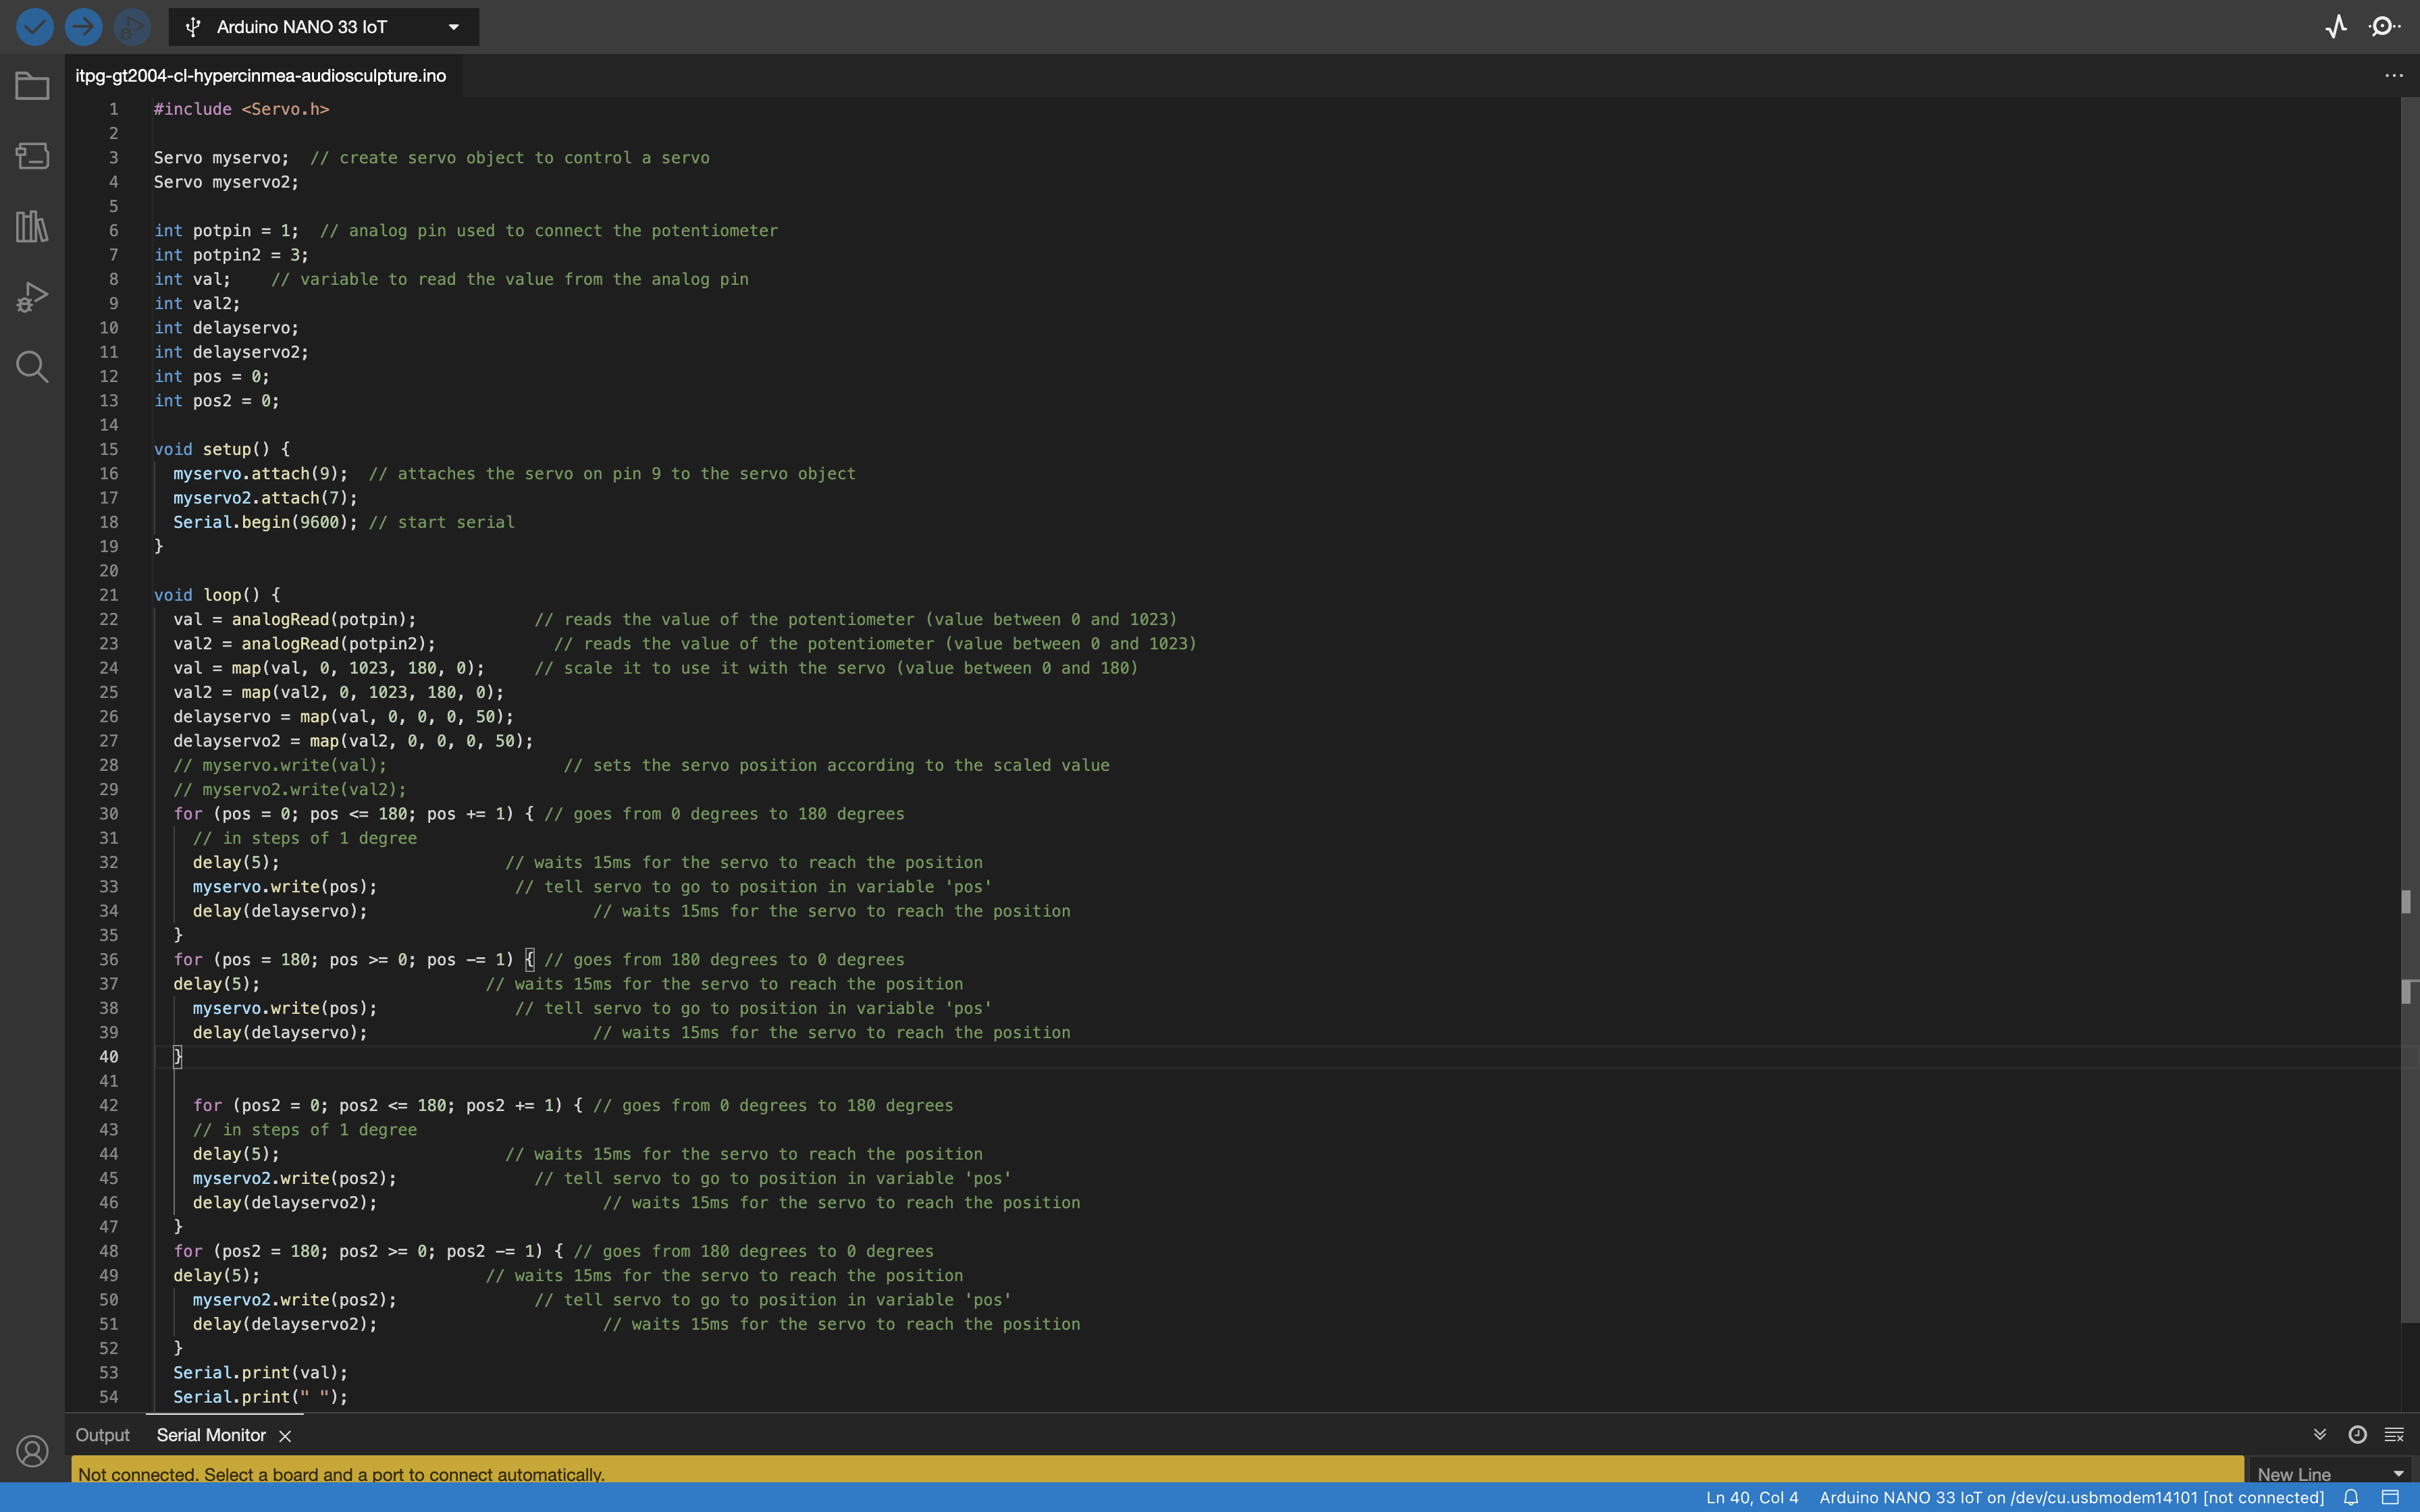 Arduino NANO 33 IoT
itpg-gt2004-cl-hypercinmea-audiosculpture.ino
1 #include <Servo.h>
2
3 Servo myservo;  // create servo object to control a servo
4 Servo myservo2;
5
6 int potpin = 1;  // analog pin used to connect the potentiometer
7 int potpin2 = 3;
8 int val;    // variable to read the value from the analog pin
9 int val2;
10 int delayservo;
11 int delayservo2;
12 int pos = 0;
13 int pos2 = 0;
14
15 void setup() {
16   myservo.attach(9);  // attaches the servo on pin 9 to the servo object
17   myservo2.attach(7);
18   Serial.begin(9600); // start serial
19 }
20
21 void loop() {
22   val = analogRead(potpin);            // reads the value of the potentiometer (value between 0 and 1023)
23   val2 = analogRead(potpin2);            // reads the value of the potentiometer (value between 0 and 1023)
24   val = map(val, 0, 1023, 180, 0);     // scale it to use it with the servo (value between 0 and 180)
25   val2 = map(val2, 0, 1023, 180, 0);
26   delayservo = map(val, 0, 0, 0, 50);
27   delayservo2 = map(val2, 0, 0, 0, 50);
28   // myservo.write(val);                  // sets the servo position according to the scaled value
29   // myservo2.write(val2);
30   for (pos = 0; pos <= 180; pos += 1) { // goes from 0 degrees to 180 degrees
31     // in steps of 1 degree
32     delay(5);                       // waits 15ms for the servo to reach the position
33     myservo.write(pos);              // tell servo to go to position in variable 'pos'
34     delay(delayservo);                       // waits 15ms for the servo to reach the position
35   }
36   for (pos = 180; pos >= 0; pos -= 1) { // goes from 180 degrees to 0 degrees
37   delay(5);                       // waits 15ms for the servo to reach the position
38     myservo.write(pos);              // tell servo to go to position in variable 'pos'
39     delay(delayservo);                       // waits 15ms for the servo to reach the position
40   }
41
42     for (pos2 = 0; pos2 <= 180; pos2 += 1) { // goes from 0 degrees to 180 degrees
43     // in steps of 1 degree
44     delay(5);                       // waits 15ms for the servo to reach the position
45     myservo2.write(pos2);              // tell servo to go to position in variable 'pos'
46     delay(delayservo2);                       // waits 15ms for the servo to reach the position
47   }
48   for (pos2 = 180; pos2 >= 0; pos2 -= 1) { // goes from 180 degrees to 0 degrees
49   delay(5);                       // waits 15ms for the servo to reach the position
50     myservo2.write(pos2);              // tell servo to go to position in variable 'pos'
51     delay(delayservo2);                       // waits 15ms for the servo to reach the position
52   }
53   Serial.print(val);
54   Serial.print(" ");
Output Serial Monitor
Not connected. Select a board and a port to connect automatically. New Line
Ln 40, Col 4 Arduino NANO 33 IoT on /dev/cu.usbmodem14101 [not connected]